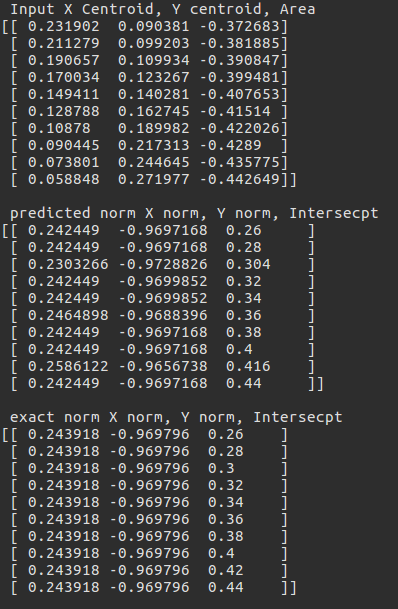 Input X Centroid, Y centroid, Area
[[ 0.231902  0.090381 -0.372683]
[ 0.211279  0.099203 -0.381885]
[ 0.190657  0.109934 -0.390847]
[ 0.170034  0.123267 -0.399481]
[ 0.149411  0.140281 -0.407653]
[ 0.128788  0.162745 -0.41514 ]
[ 0.10878   0.189982 -0.422026]
[ 0.090445  0.217313 -0.4289  ]
[ 0.073801  0.244645 -0.435775]
[ 0.058848  0.271977 -0.442649]]
predicted norm X norm, Y norm, Intersecpt
[[ 0.242449  -0.9697168  0.26     ]
[ 0.242449  -0.9697168  0.28     ]
[ 0.2303266 -0.9728826  0.304    ]
[ 0.242449  -0.9699852  0.32     ]
[ 0.242449  -0.9699852  0.34     ]
[ 0.2464898 -0.9688396  0.36     ]
[ 0.242449  -0.9697168  0.38     ]
[ 0.242449  -0.9697168  0.4      ]
[ 0.2586122 -0.9656738  0.416    ]
[ 0.242449  -0.9697168  0.44     ]]
exact norm X norm, Y norm, Intersecpt
[[ 0.243918 -0.969796  0.26    ]
[ 0.243918 -0.969796  0.28    ]
[ 0.243918 -0.969796  0.3     ]
[ 0.243918 -0.969796  0.32    ]
[ 0.243918 -0.969796  0.34    ]
[ 0.243918 -0.969796  0.36    ]
[ 0.243918 -0.969796  0.38    ]
[ 0.243918 -0.969796  0.4     ]
[ 0.243918 -0.969796  0.42    ]
[ 0.243918 -0.969796  0.44    ]]